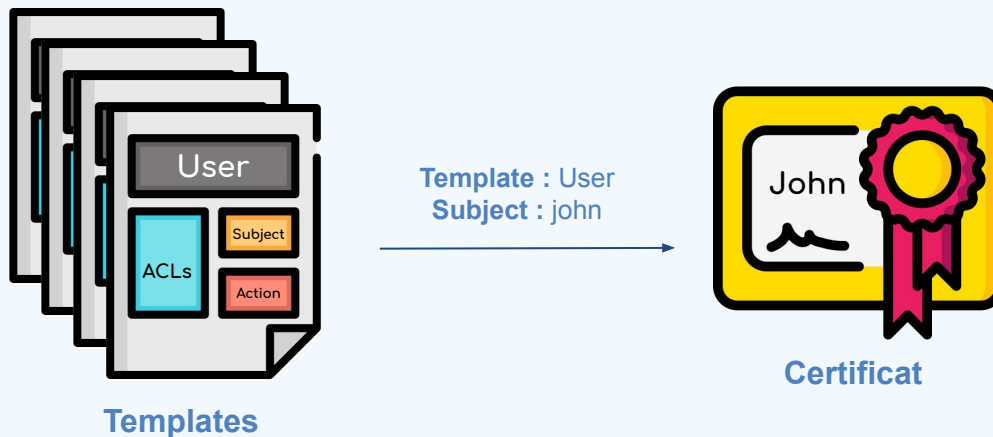 User
ACLs
Subject
Action
Templates
Template : User
Subject : john
John
Certificat